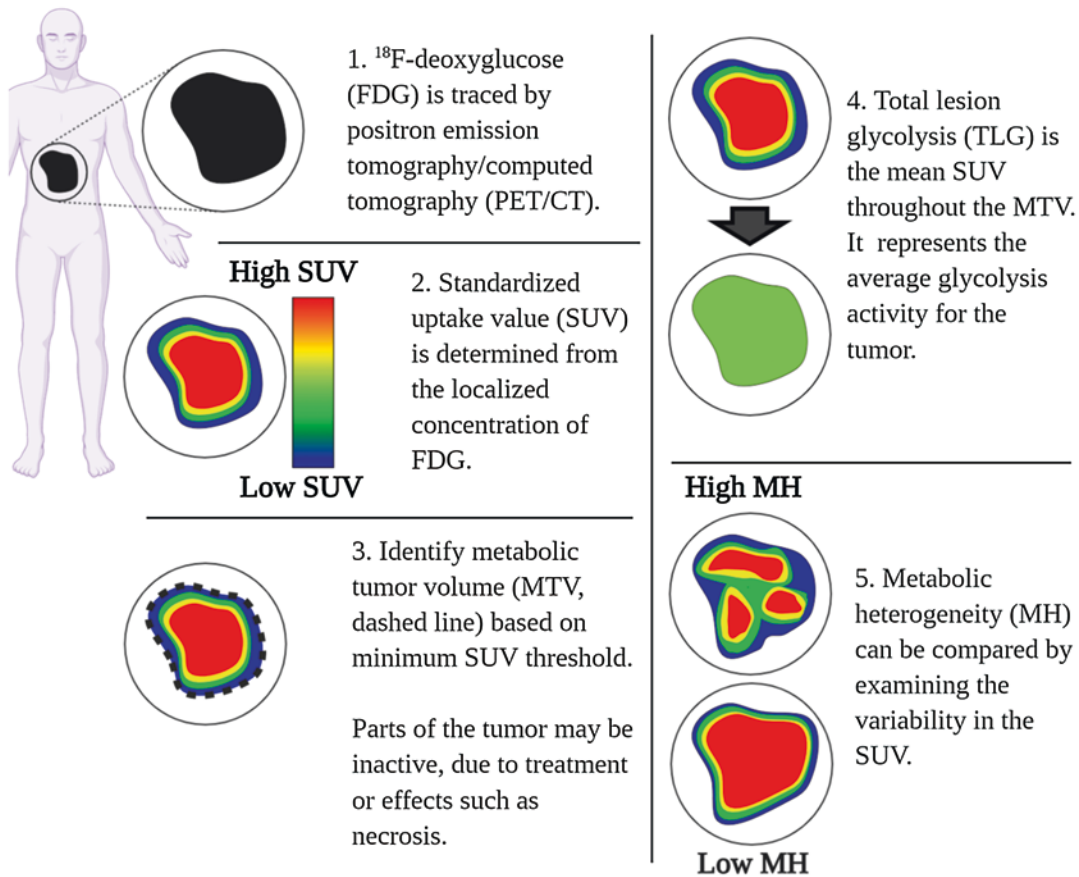 1. ¹⁸F-deoxyglucose
(FDG) is traced by
positron emission
tomography/computed
tomography (PET/CT).
High SUV
Low SUV
2. Standardized
uptake value (SUV)
is determined from
the localized
concentration of
FDG.
3. Identify metabolic
tumor volume (MTV,
dashed line) based on
minimum SUV threshold.
Parts of the tumor may be
inactive, due to treatment
or effects such as
necrosis.
4. Total lesion
glycolysis (TLG) is
the mean SUV
throughout the MTV.
It represents the
average glycolysis
activity for the
tumor.
High MH
5. Metabolic
heterogeneity (MH)
can be compared by
examining the
variability in the
SUV.
Low MH